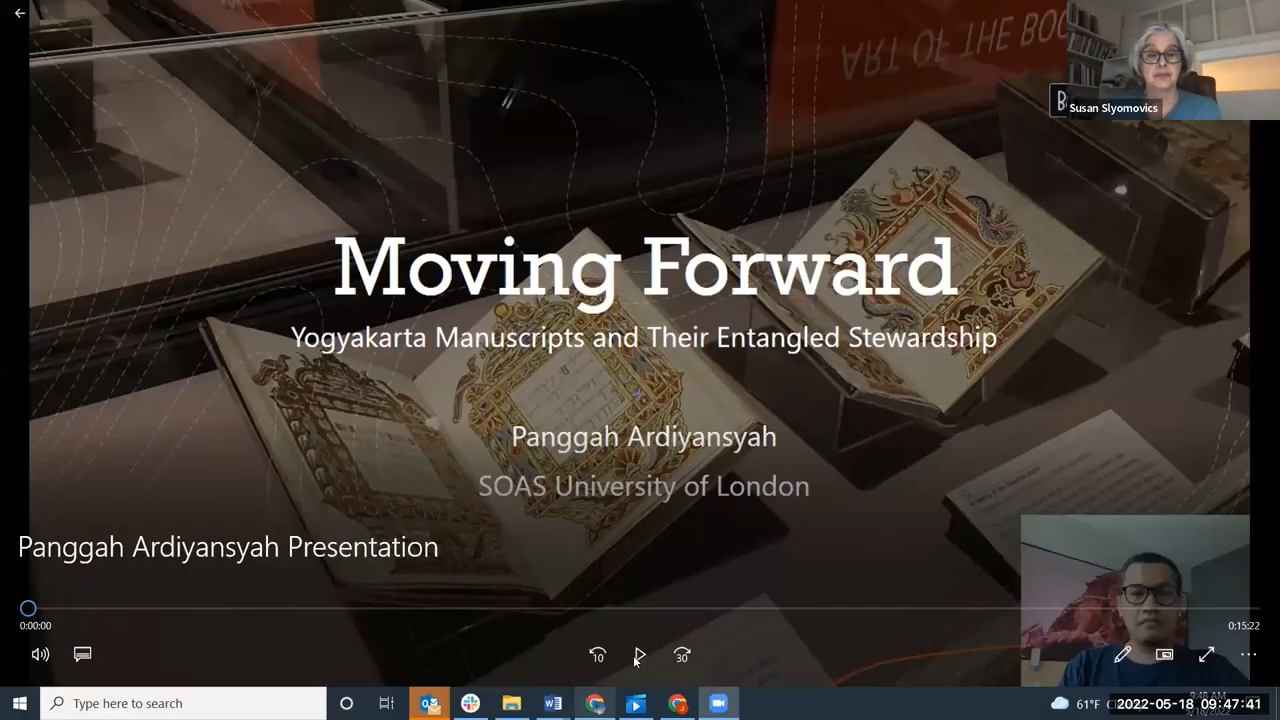 ART OF THE BOO
B
Susan Slyomovics
Moving Forward
Yogyakarta Manuscripts and Their Entangled Stewardship
Panggah Ardiyansyah
SOAS University of London
Panggah Ardiyansyah Presentation
0:00:00
0:15:22
10
30
Type here to search
61°F
2022-05-18 09:47:41